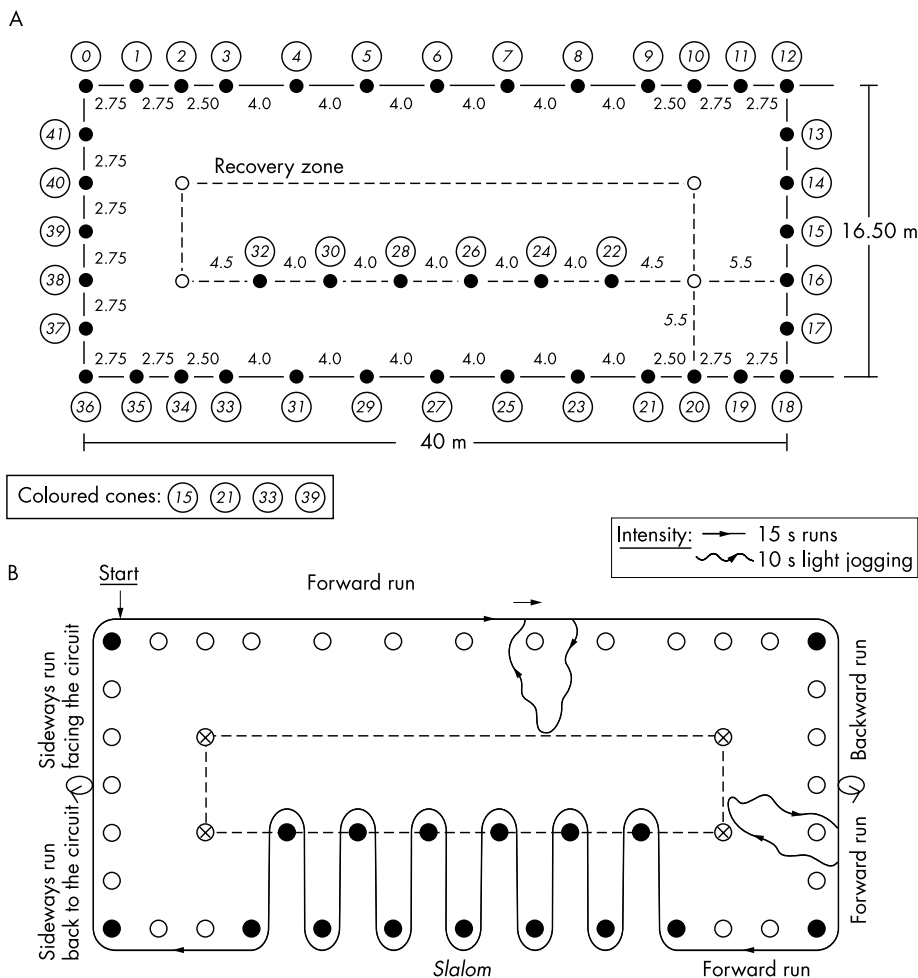 A
0 1 2 3 4 5 6 7 8 9 10 11 12
2.75 2.75 2.50 4.0 4.0 4.0 4.0 4.0 4.0 2.50 2.75 2.75
41 13
2.75
40 Recovery zone 14
2.75
39 15 16.50 m
2.75
32 30 28 26 24 22
4.5 4.0 4.0 4.0 4.0 4.0 4.5 5.5
38 16
2.75 5.5
37 17
2.75 2.75 2.50 4.0 4.0 4.0 4.0 4.0 4.0 2.50 2.75 2.75
36 35 34 33 31 29 27 25 23 21 20 19 18
40 m
Coloured cones: 15 21 33 39
Intensity: 15 s runs
10 s light jogging
B
Start
Forward run
Sideways run
facing the circuit
Backward run
Sideways run
back to the circuit
Forward run
Slalom
Forward run